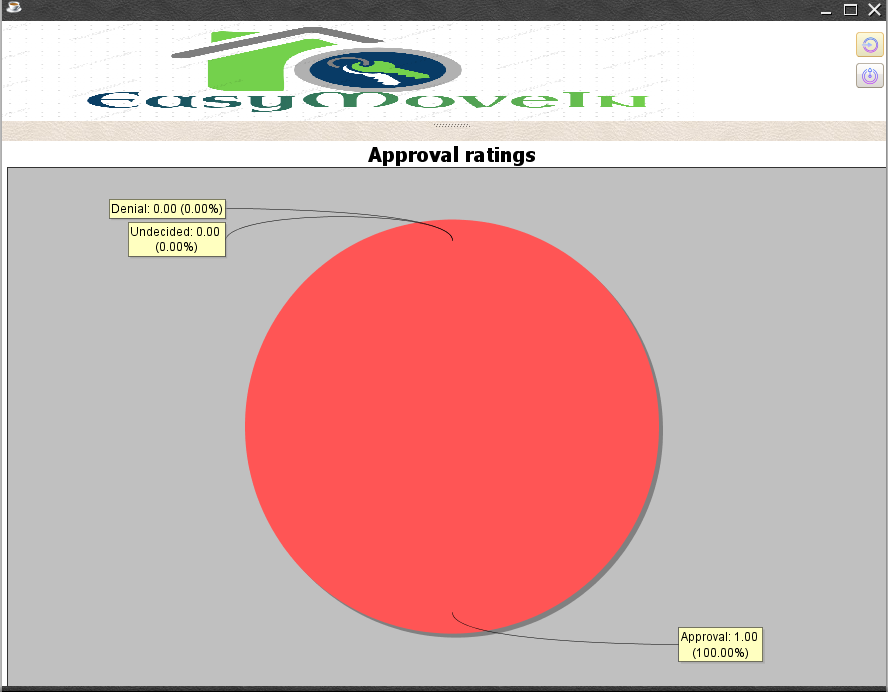 EasyMoveIn
Approval ratings
Denial: 0.00 (0.00%)
Undecided: 0.00
(0.00%)
Approval: 1.00
(100.00%)